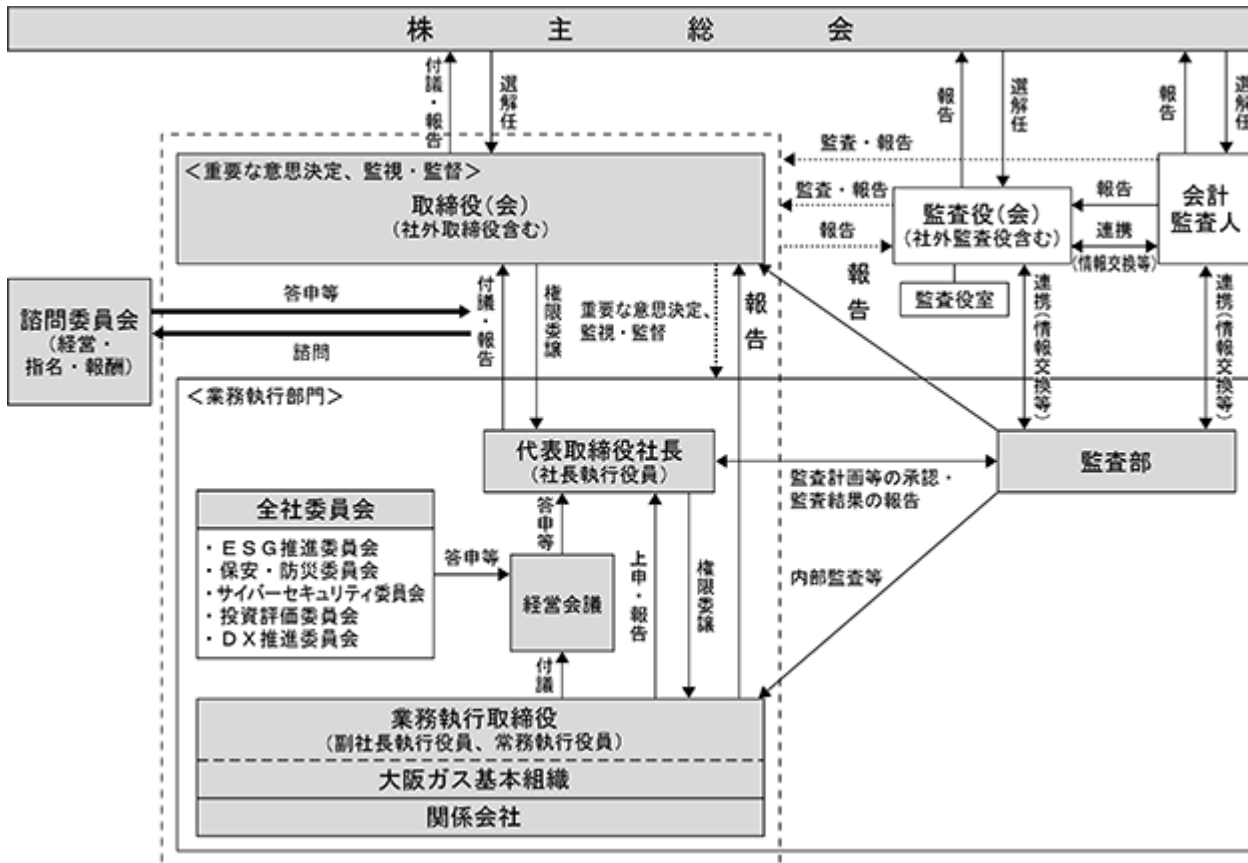 株主総会
付議・報告
選解任
報告
選解任
報告
選解任
<重要な意思決定、監視・監督>
取締役(会)
(社外取締役含む)
監査・報告
監査・報告
報告
監査役(会)
(社外監査役含む)
監査役室
報告
連携
(情報交換等)
会計
監査人
諮問委員会
(経営・
指名・報酬)
答申等
諮問
付議・報告
権限委譲
重要な意思決定、
監視・監督
報告
報告
連携(情報交換等)
連携(情報交換等)
<業務執行部門>
代表取締役社長
(社長執行役員)
監査計画等の承認・
監査結果の報告
監査部
全社委員会
・ESG推進委員会
・保安・防災委員会
・サイバーセキュリティ委員会
・投資評価委員会
・DX推進委員会
答申等
答申等
経営会議
上申・報告
権限委譲
内部監査等
付議
業務執行取締役
(副社長執行役員、常務執行役員)
大阪ガス基本組織
関係会社